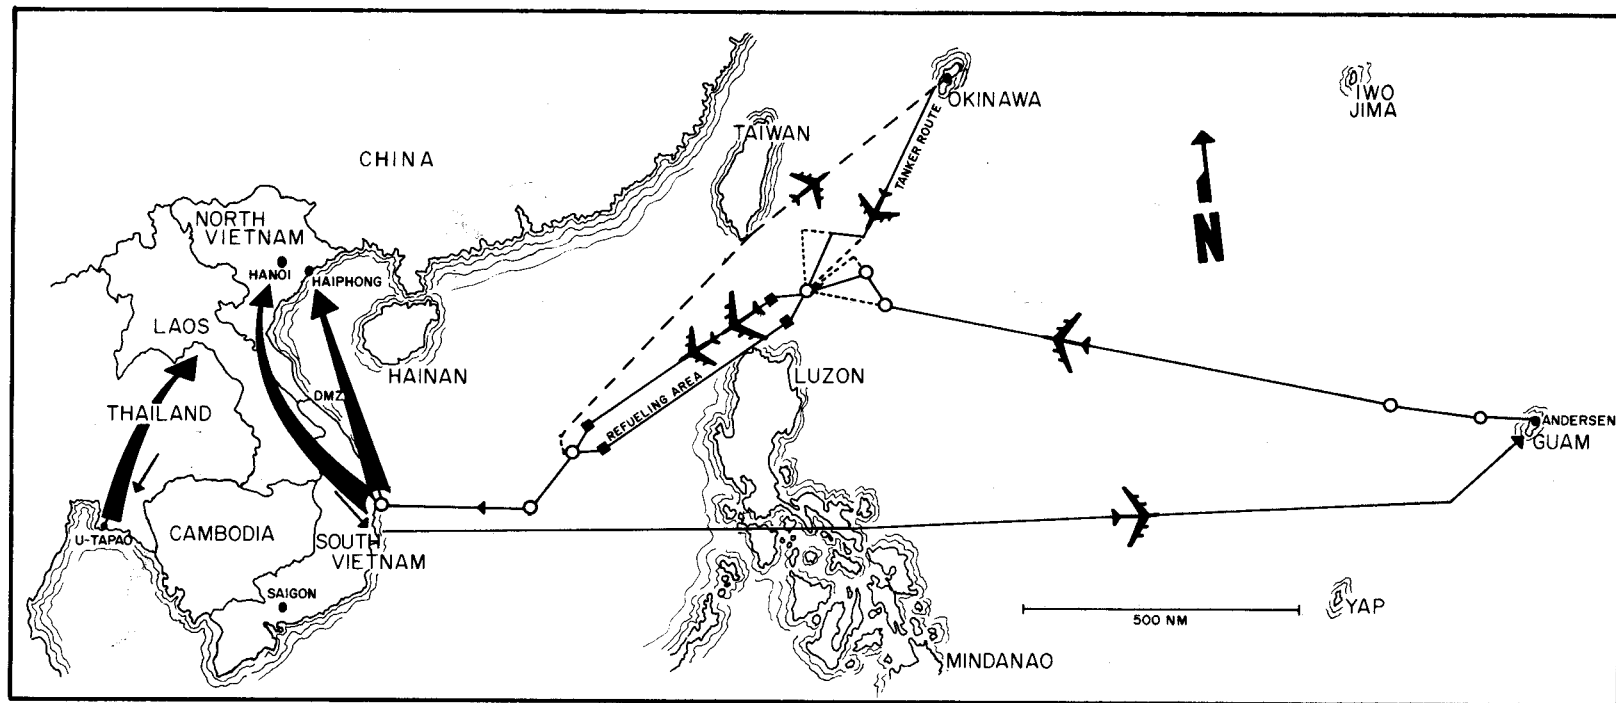 OKINAWA
IWO
JIMA
TAIWAN
TANKER ROUTE
CHINA
N
NORTH
VIETNAM
HANOI
HAIPHONG
LAOS
HAINAN
LUZON
DMZ
REFUELING AREA
THAILAND
ANDERSEN
GUAM
CAMBODIA
U-TAPAO
SOUTH
VIETNAM
SAIGON
500 NM
YAP
MINDANAO